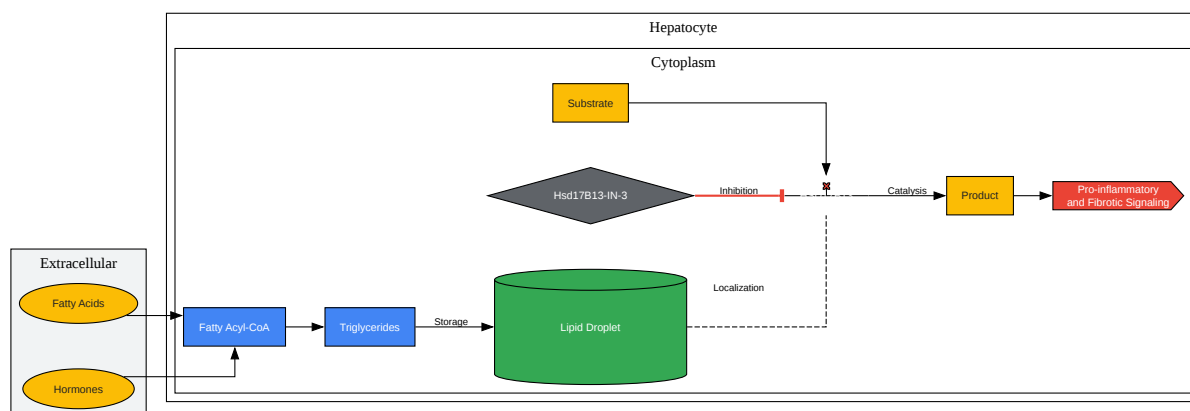 Hepatocyte
Cytoplasm
Substrate
Hsd17B13-IN-3
Inhibition
Catalysis
Product
Pro-inflammatory
and Fibrotic Signaling
Extracellular
Fatty Acids
Hormones
Fatty Acyl-CoA
Triglycerides
Storage
Lipid Droplet
Localization